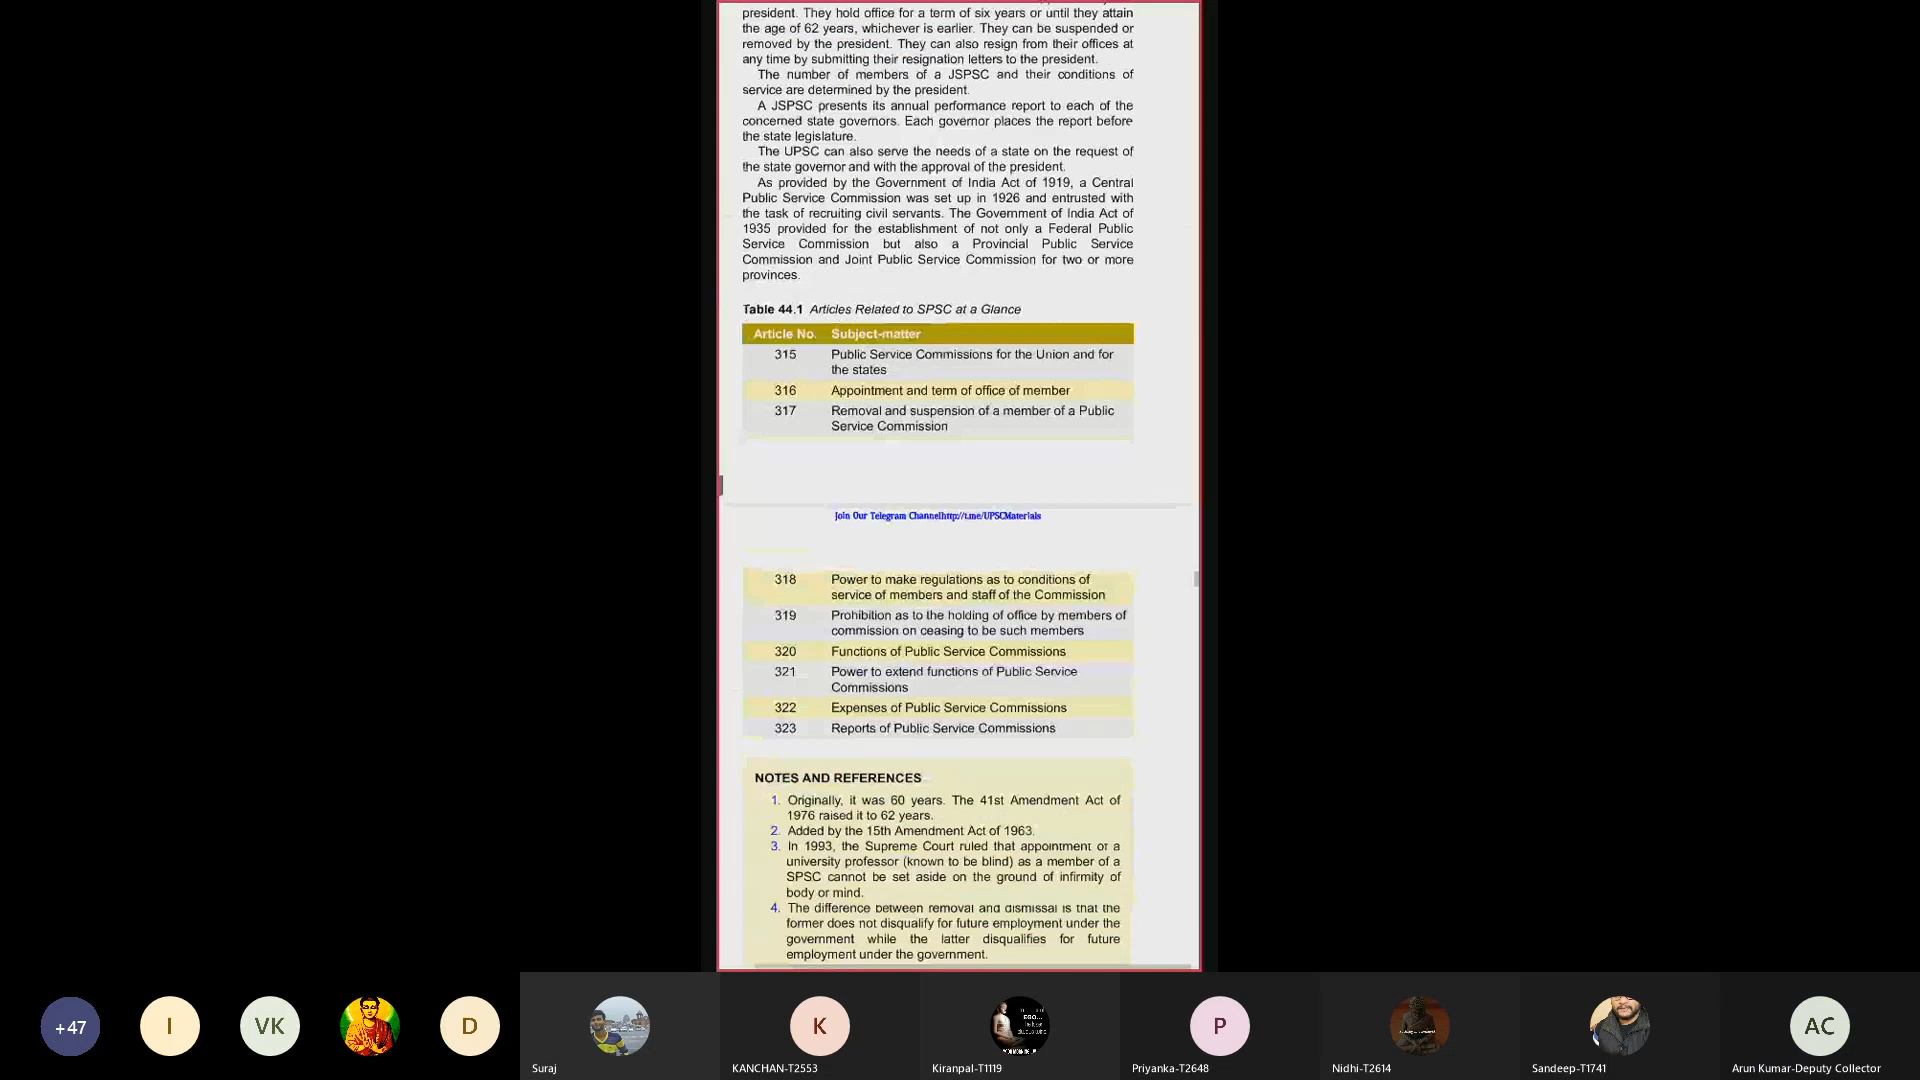 president. They hold office for a term of six years or until they attain
the age of 62 years, whichever is earlier. They can be suspended or
removed by the president. They can also resign from their offices at
any time by submitting their resignation letters to the president.
The number of members of a JSPSC and their conditions of
service are determined by the president.
A JSPSC presents its annual performance report to each of the
concerned state governors. Each governor places the report before
the state legislature.
The UPSC can also serve the needs of a state on the request of
the state governor and with the approval of the president.
As provided by the Government of India Act of 1919, a Central
Public Service Commission was set up in 1926 and entrusted with
the task of recruiting civil servants. The Government of India Act of
1935 provided for the establishment of not only a Federal Public
Service Commission but also a Provincial Public Service
Commission and Joint Public Service Commission for two or more
provinces.
Table 44.1 Articles Related to SPSC at a Glance
Article No. Subject-matter
315 Public Service Commissions for the Union and for
the states
316 Appointment and term of office of member
317 Removal and suspension of a member of a Public
Service Commission
Join Our Telegram Channelhttp://t.me/UPSCMaterials
318 Power to make regulations as to conditions of
service of members and staff of the Commission
319 Prohibition as to the holding of office by members of
commission on ceasing to be such members
320 Functions of Public Service Commissions
321 Power to extend functions of Public Service
Commissions
322 Expenses of Public Service Commissions
323 Reports of Public Service Commissions
NOTES AND REFERENCES
1. Originally, it was 60 years. The 41st Amendment Act of
1976 raised it to 62 years.
2. Added by the 15th Amendment Act of 1963.
3. In 1993, the Supreme Court ruled that appointment of a
university professor (known to be blind) as a member of a
SPSC cannot be set aside on the ground of infirmity of
body or mind.
4. The difference between removal and dismissal is that the
former does not disqualify for future employment under the
government while the latter disqualifies for future
employment under the government.
+47 I VK D K P AC
EGO...
Suraj KANCHAN-T2553 Kiranpal-T1119 Priyanka-T2648 Nidhi-T2614 Sandeep-T1741 Arun Kumar-Deputy Collector